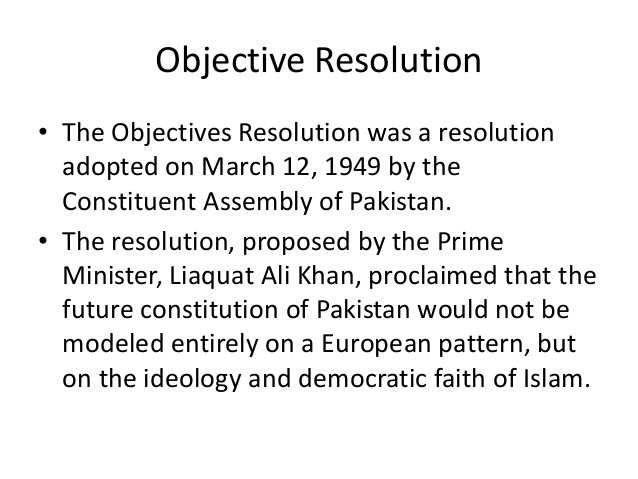 Objective Resolution
• The Objectives Resolution was a resolution
adopted on March 12, 1949 by the
Constituent Assembly of Pakistan.
• The resolution, proposed by the Prime
Minister, Liaquat Ali Khan, proclaimed that the
future constitution of Pakistan would not be
modeled entirely on a European pattern, but
on the ideology and democratic faith of Islam.